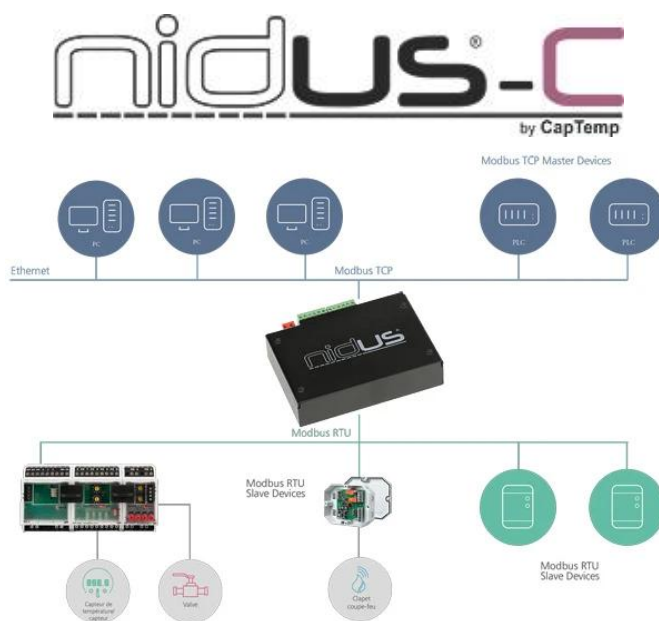 nidus®-C
by CapTemp
Modbus TCP Master Devices
PC
PC
PC
PLC
PLC
Ethernet
Modbus TCP
nidus
Modbus RTU
Modbus RTU
Slave Devices
Capteur de
température/
capteur
Valve
Clapet
coupe-feu
Modbus RTU
Slave Devices